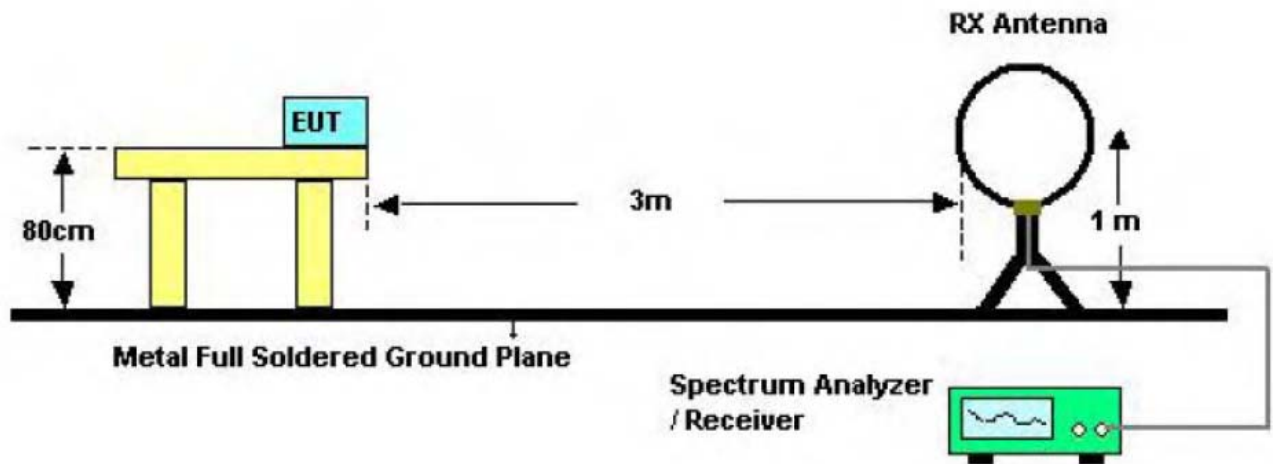 RX Antenna
EUT
80cm
3m
1 m
Metal Full Soldered Ground Plane
Spectrum Analyzer
/ Receiver